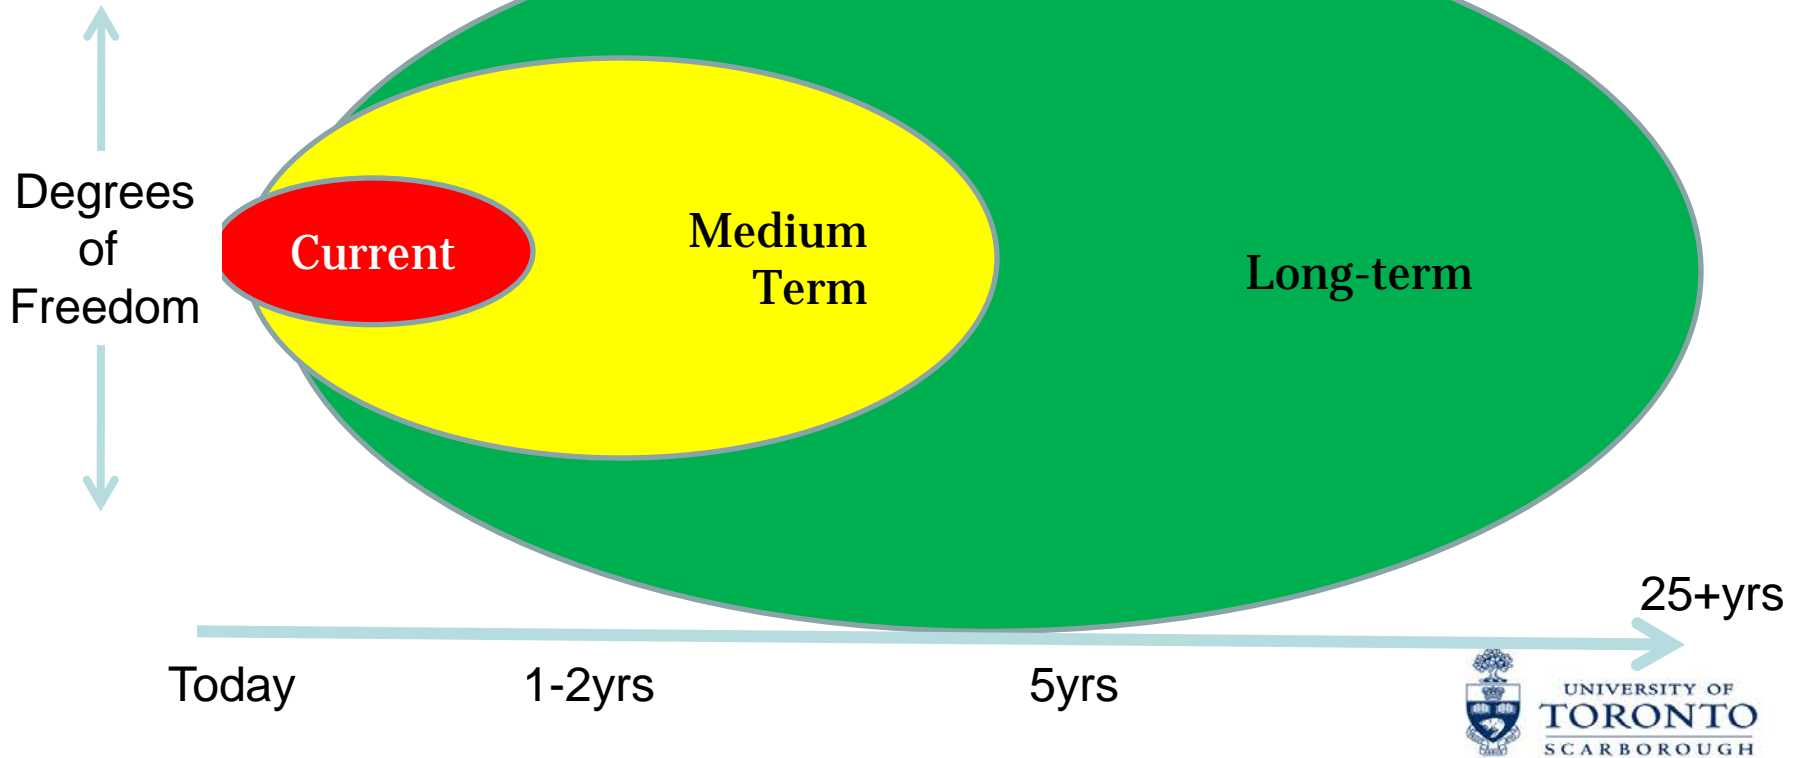 Degrees
of
Freedom
Current
Medium
Term
Long-term
25+yrs
Today
1-2yrs
5yrs
UNIVERSITY OF
TORONTO
SCARBOROUGH